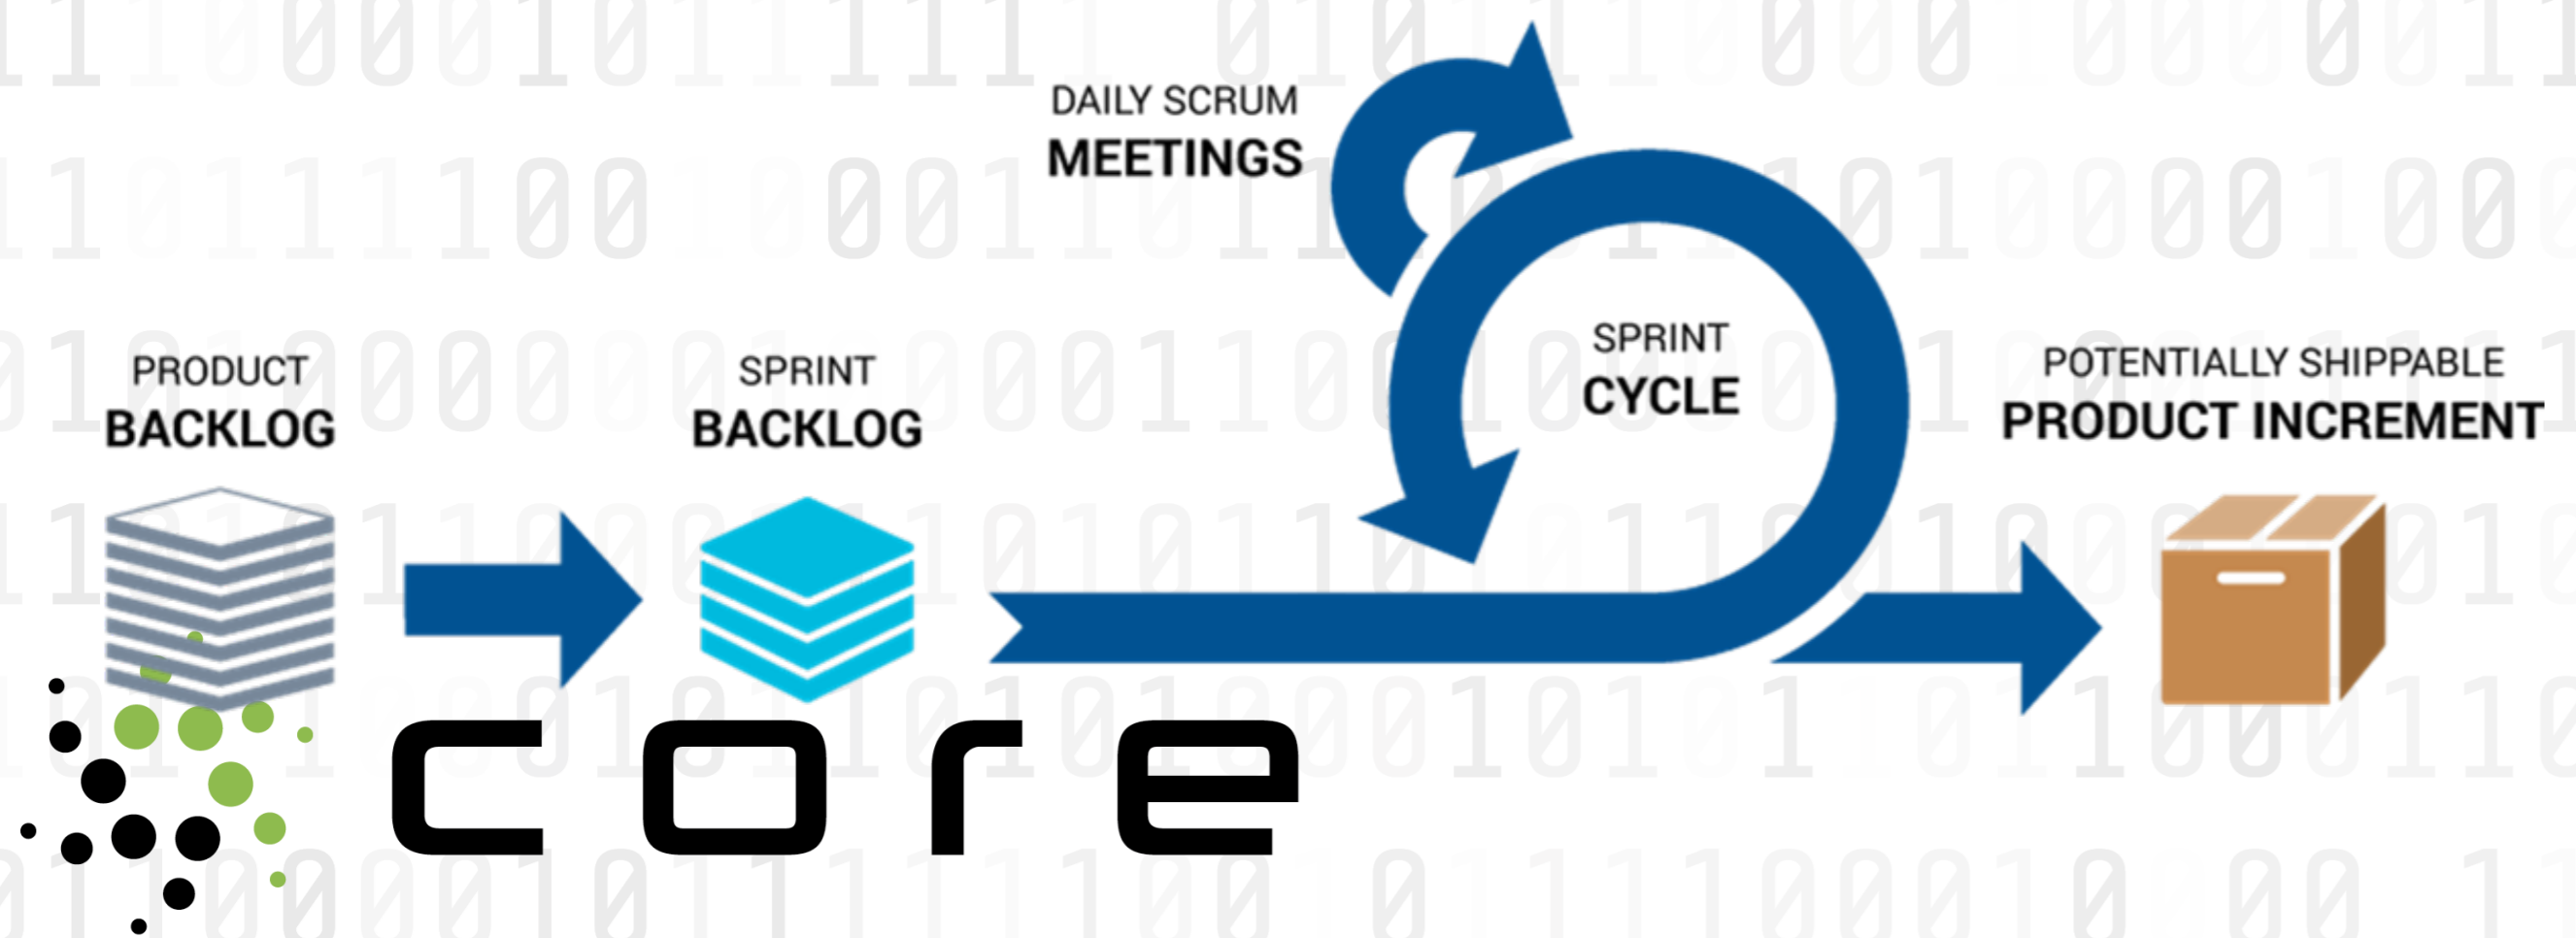 DAILY SCRUM
MEETINGS
PRODUCT
BACKLOG
SPRINT
BACKLOG
SPRINT
CYCLE
POTENTIALLY SHIPPABLE
PRODUCT INCREMENT
core